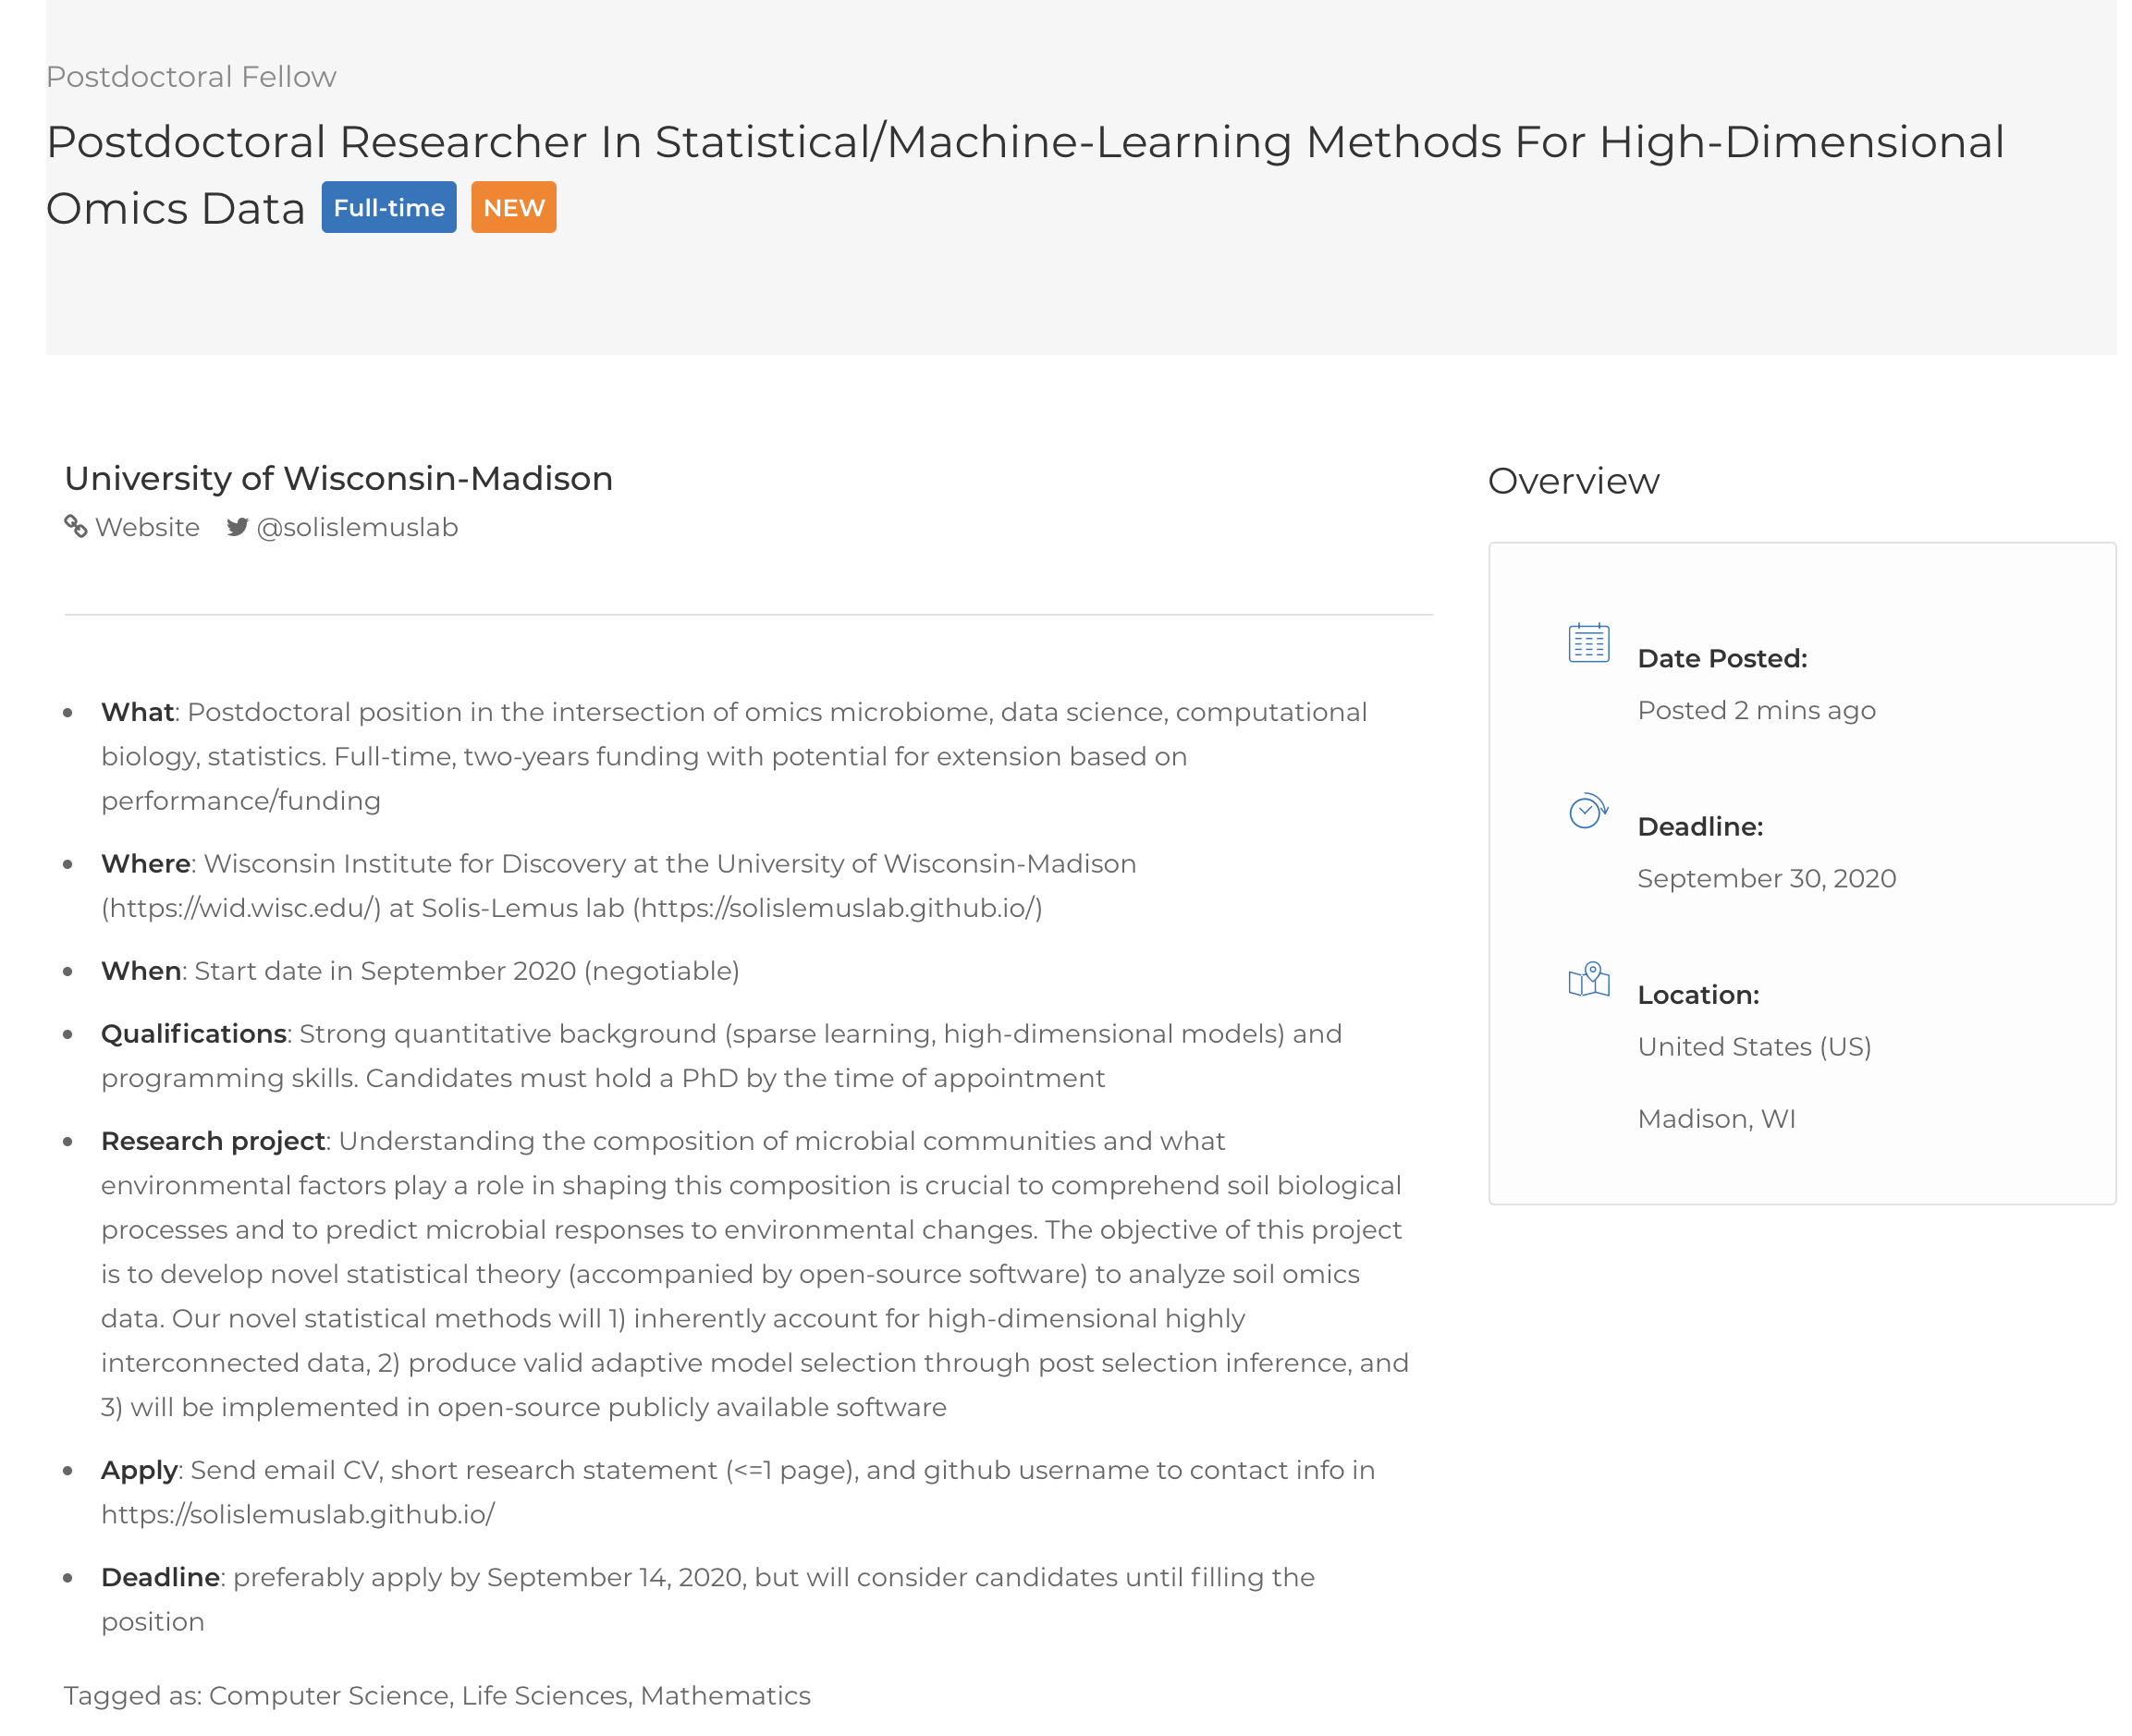 Postdoctoral Fellow
Postdoctoral Researcher In Statistical/Machine-Learning Methods For High-Dimensional
Omics Data Full-time NEW
University of Wisconsin-Madison
Website @solislemuslab
• What: Postdoctoral position in the intersection of omics microbiome, data science, computational
biology, statistics. Full-time, two-years funding with potential for extension based on
performance/funding
• Where: Wisconsin Institute for Discovery at the University of Wisconsin-Madison
(https://wid.wisc.edu/) at Solis-Lemus lab (https://solislemuslab.github.io/)
• When: Start date in September 2020 (negotiable)
• Qualifications: Strong quantitative background (sparse learning, high-dimensional models) and
programming skills. Candidates must hold a PhD by the time of appointment
• Research project: Understanding the composition of microbial communities and what
environmental factors play a role in shaping this composition is crucial to comprehend soil biological
processes and to predict microbial responses to environmental changes. The objective of this project
is to develop novel statistical theory (accompanied by open-source software) to analyze soil omics
data. Our novel statistical methods will 1) inherently account for high-dimensional highly
interconnected data, 2) produce valid adaptive model selection through post selection inference, and
3) will be implemented in open-source publicly available software
• Apply: Send email CV, short research statement (<=1 page), and github username to contact info in
https://solislemuslab.github.io/
• Deadline: preferably apply by September 14, 2020, but will consider candidates until filling the
position
Tagged as: Computer Science, Life Sciences, Mathematics
Overview
Date Posted:
Posted 2 mins ago
Deadline:
September 30, 2020
Location:
United States (US)
Madison, WI